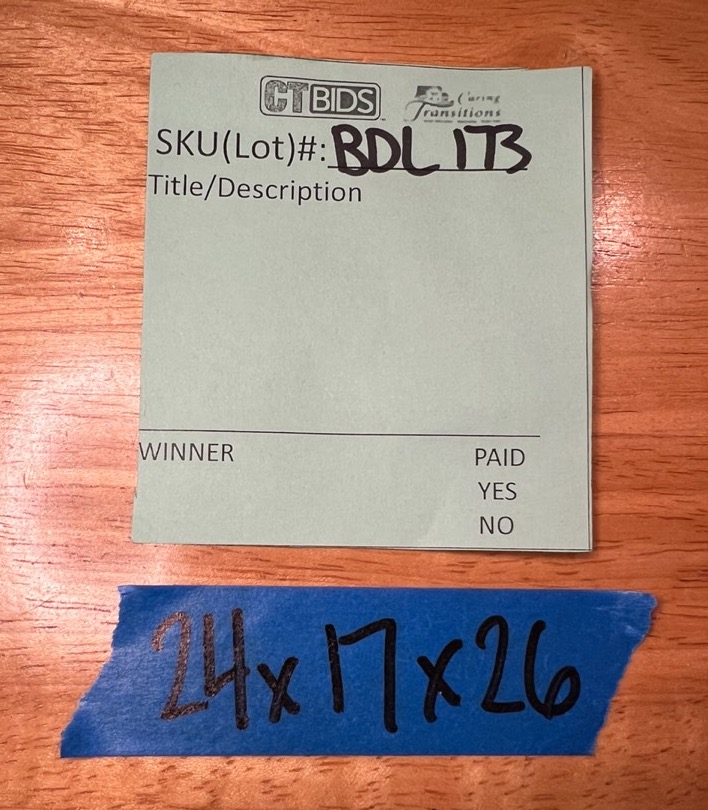 CTBIDS
Caring
Transitions
SKU(Lot)#: BDL 173
Title/Description
WINNER
PAID
YES
NO
24x17x26